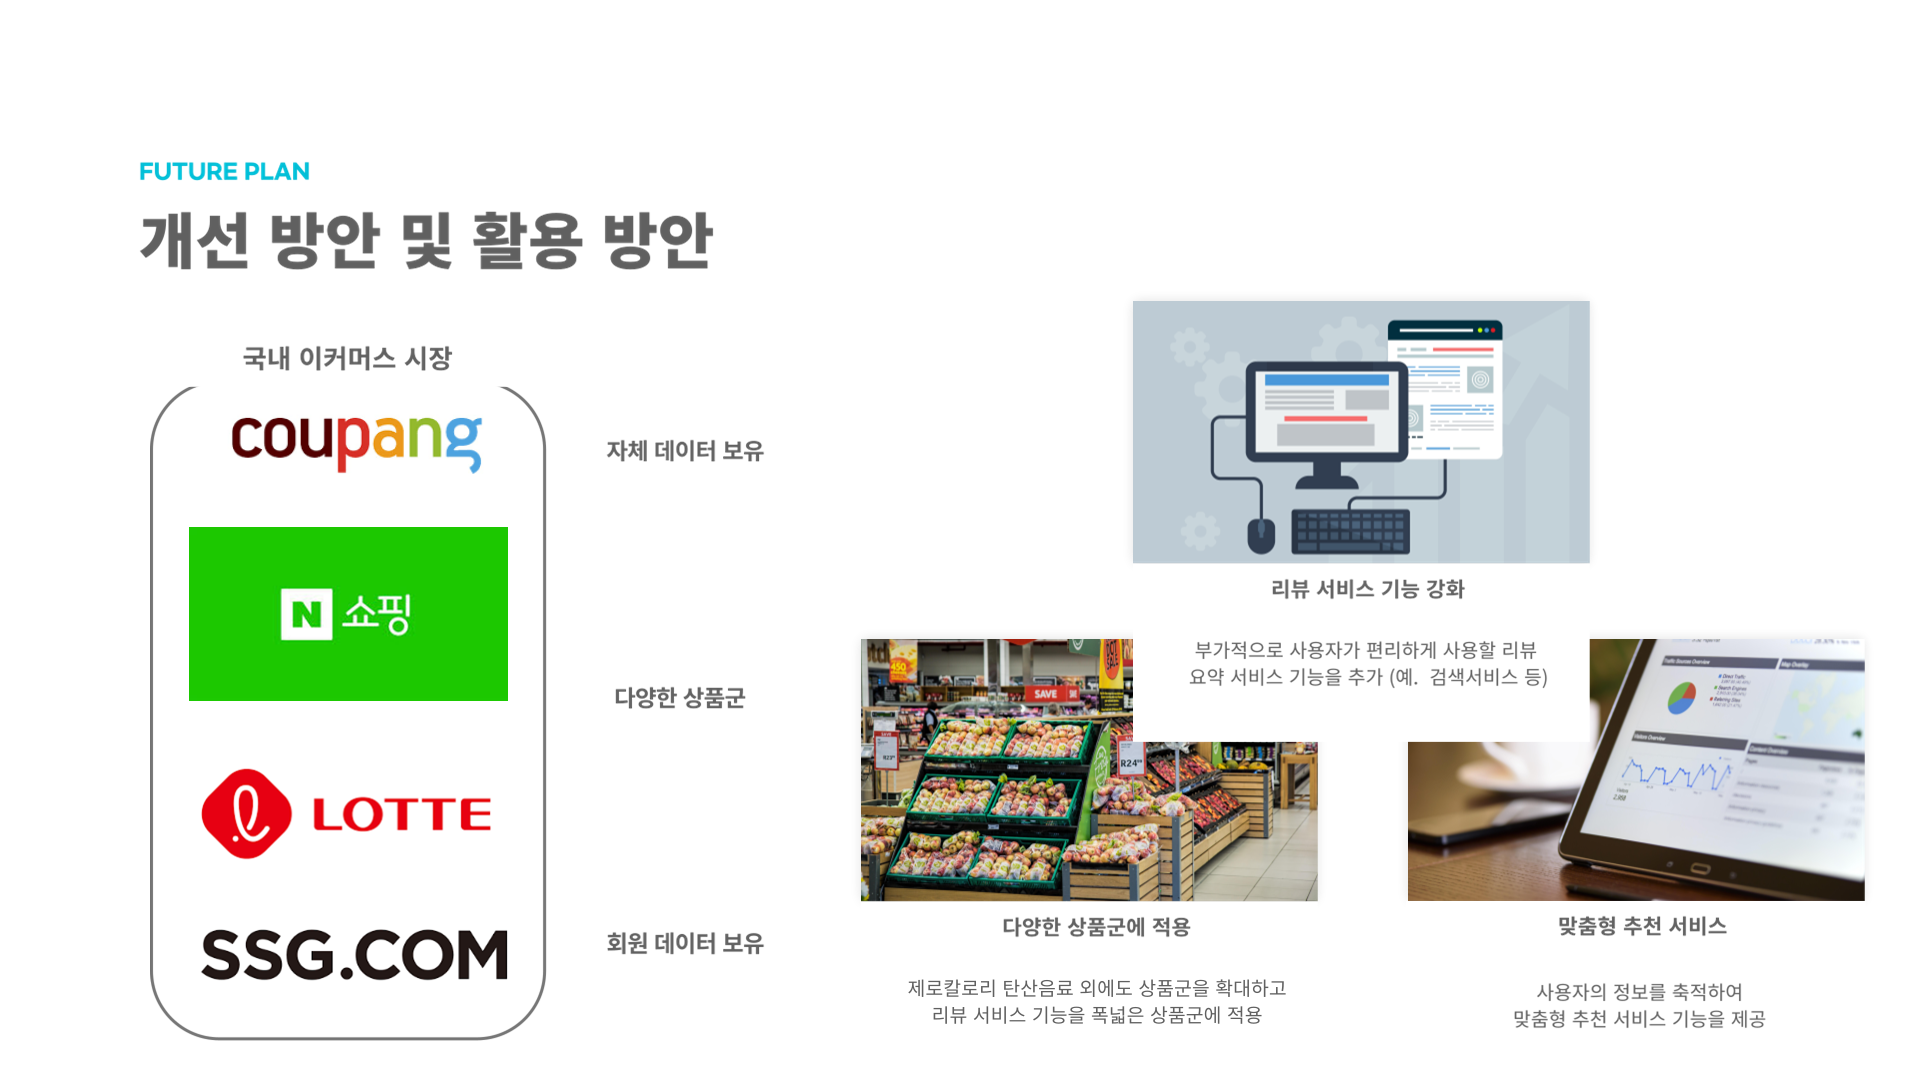 FUTURE PLAN
개선 방안 및 활용 방안
국내 이커머스 시장
coupang
N 쇼핑
LOTTE
SSG.COM
자체 데이터 보유
다양한 상품군
회원 데이터 보유
리뷰 서비스 기능 강화
부가적으로 사용자가 편리하게 사용할 리뷰
요약 서비스 기능을 추가 (예. 검색서비스 등)
SAVE
R24
다양한 상품군에 적용
제로칼로리 탄산음료 외에도 상품군을 확대하고
리뷰 서비스 기능을 폭넓은 상품군에 적용
맞춤형 추천 서비스
사용자의 정보를 축적하여
맞춤형 추천 서비스 기능을 제공